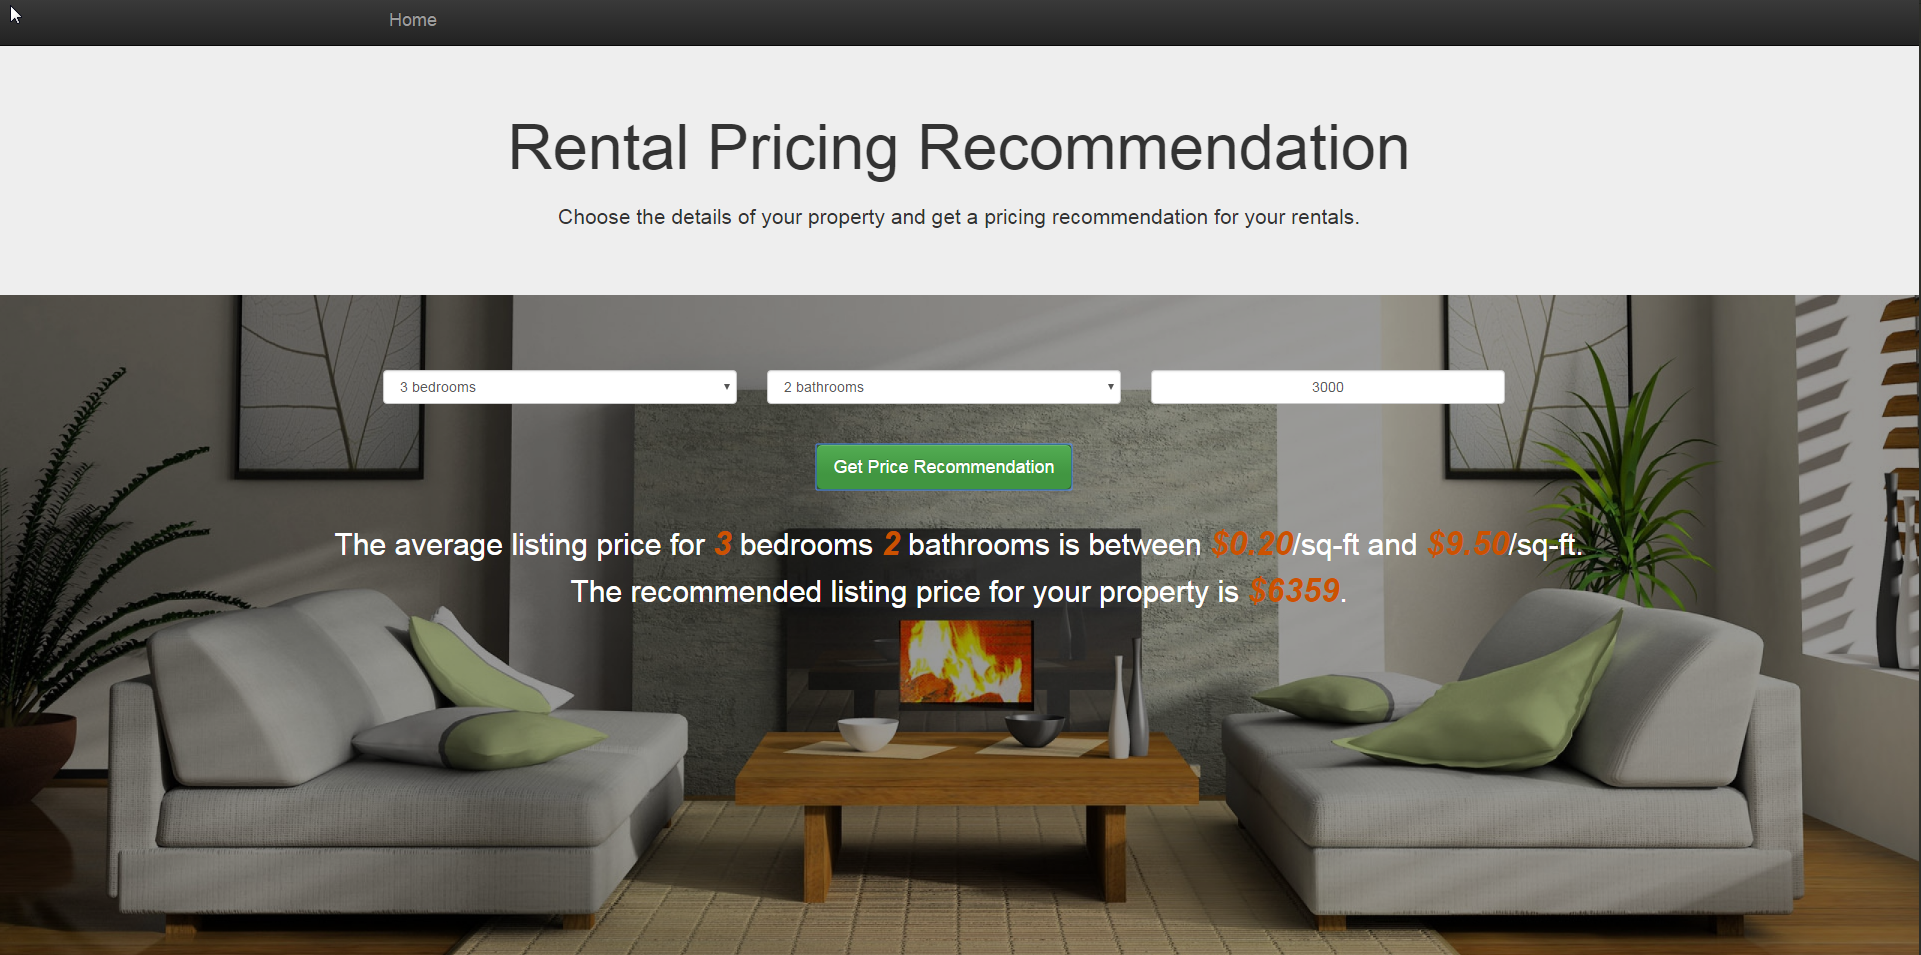 Home
Rental Pricing Recommendation
Choose the details of your property and get a pricing recommendation for your rentals.
3 bedrooms 2 bathrooms 3000
Get Price Recommendation
The average listing price for 3 bedrooms 2 bathrooms is between $0.20/sq-ft and $9.50/sq-ft.
The recommended listing price for your property is $6359.